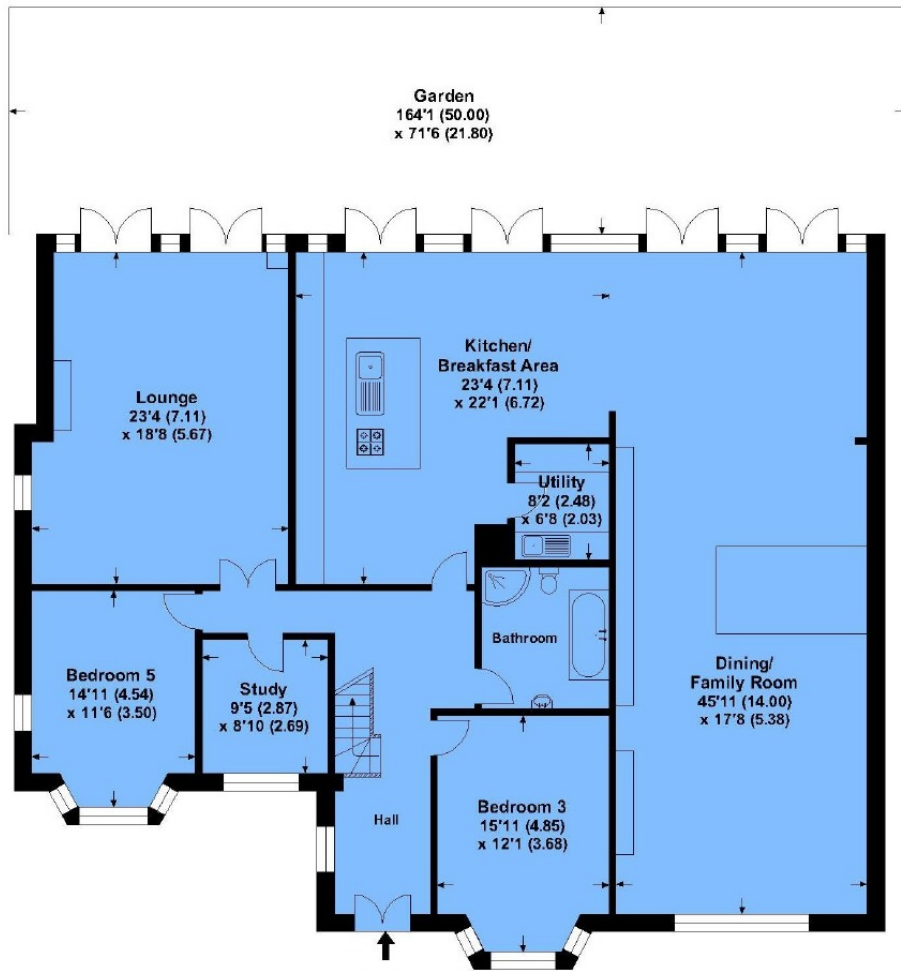 Garden
164'1 (50.00)
x 71'6 (21.80)
Lounge
23'4 (7.11)
x 18'8 (5.67)
Kitchen/
Breakfast Area
23'4 (7.11)
x 22'1 (6.72)
Utility
8'2 (2.48)
x 6'8 (2.03)
Bathroom
Bedroom 5
14'11 (4.54)
x 11'6 (3.50)
Study
9'5 (2.87)
x 8'10 (2.69)
Dining/
Family Room
45'11 (14.00)
x 17'8 (5.38)
Hall
Bedroom 3
15'11 (4.85)
x 12'1 (3.68)